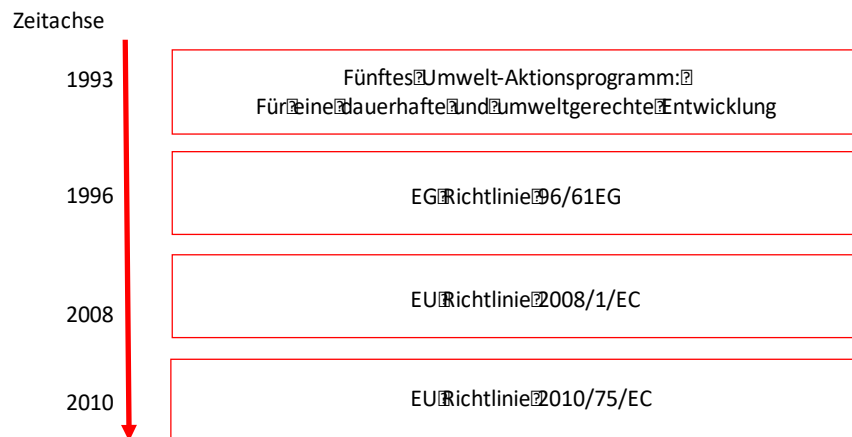 Zeitachse
1993
Fünftes Umwelt-Aktionsprogramm:
Für eine dauerhafte und umweltgerechte Entwicklung
1996
EG Richtlinie 96/61EG
2008
EU Richtlinie 2008/1/EC
2010
EU Richtlinie 2010/75/EC